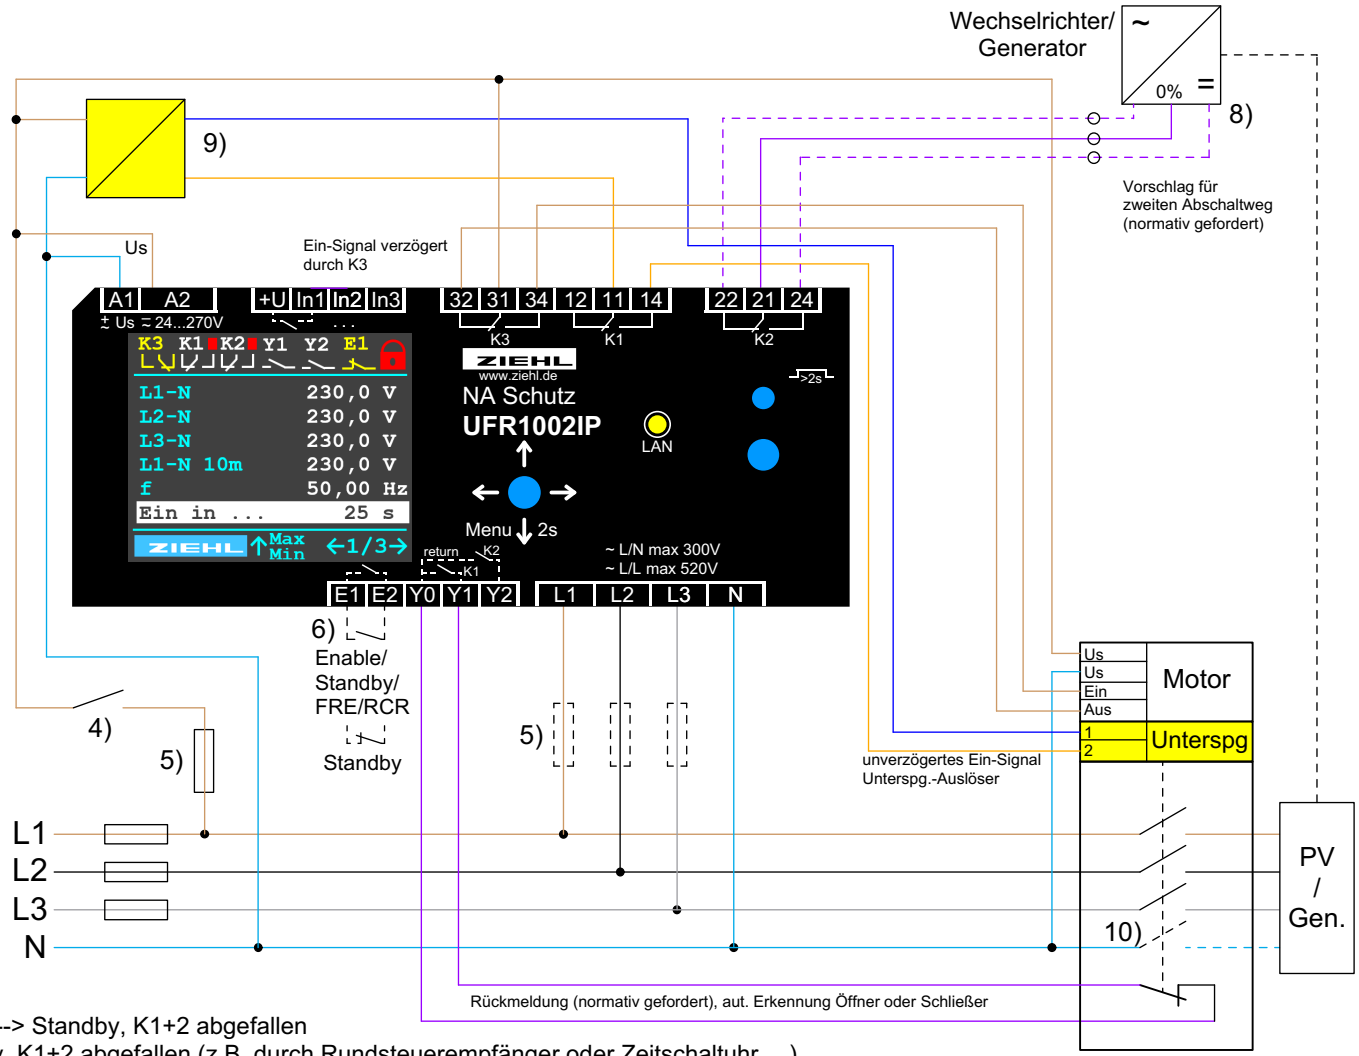 Wechselrichter/
Generator
~
0%
=
8)
9)
Vorschlag für
zweiten Abschaltweg
(normativ gefordert)
Us
Ein-Signal verzögert
durch K3
A1 A2
+U In1 In2 In3
32 31 34 12 11 14
22 21 24
± Us ≂ 24...270V
...
K3
K1
K2
K3 K1 K2 Y1 Y2 E1
L1-N 230,0 V
L2-N 230,0 V
L3-N 230,0 V
L1-N 10m 230,0 V
f 50,00 Hz
Ein in ... 25 s
ZIEHL ↑Max Min ←1/3→
ZIEHL
www.ziehl.de
NA Schutz
UFR1002IP
LAN
>2s
Menu 2s
return K2
K1
~ L/N max 300V
~ L/L max 520V
E1 E2 Y0 Y1 Y2
L1 L2 L3 N
6)
Enable/
Standby/
FRE/RCR
Standby
4)
5)
5)
Us
Us
Ein
Aus
Motor
1
2
Unterspg
unverzögertes Ein-Signal
Unterspg.-Auslöser
L1
L2
L3
N
10)
PV
/
Gen.
Rückmeldung (normativ gefordert), aut. Erkennung Öffner oder Schließer
--> Standby, K1+2 abgefallen
, K1+2 abgefallen (z.B. durch Rundsteuerempfänger oder Zeitschaltuhr, ...)